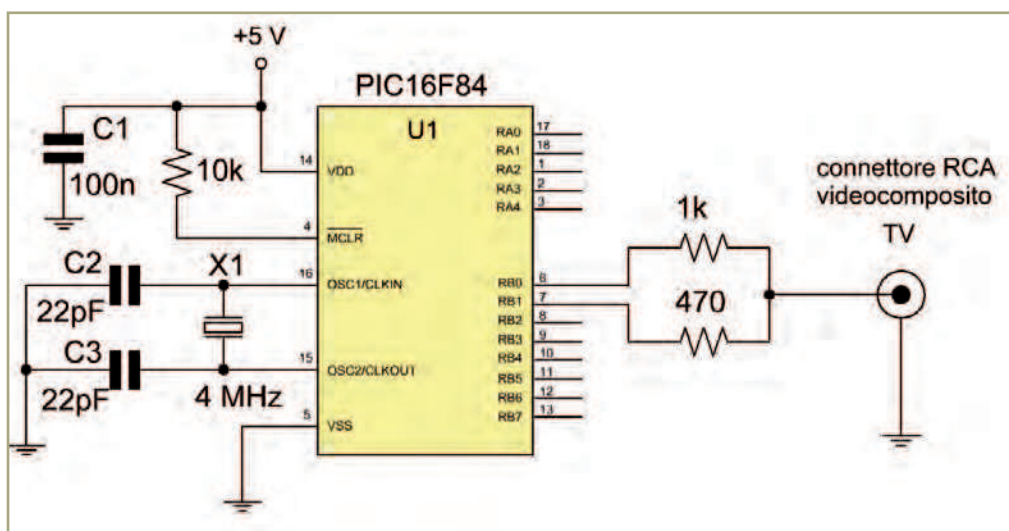 +5 V
PIC16F84
U1
C1
100n
10k
14
VDD
4
MCLR
C2
22pF
X1
16
OSC1/CLKIN
C3
22pF
15
OSC2/CLKOUT
4 MHz
5
VSS
RA0
17
RA1
18
RA2
1
RA3
2
RA4
3
RB0
6
RB1
7
RB2
8
RB3
9
RB4
10
RB5
11
RB6
12
RB7
13
1k
470
connettore RCA
videocomposito
TV